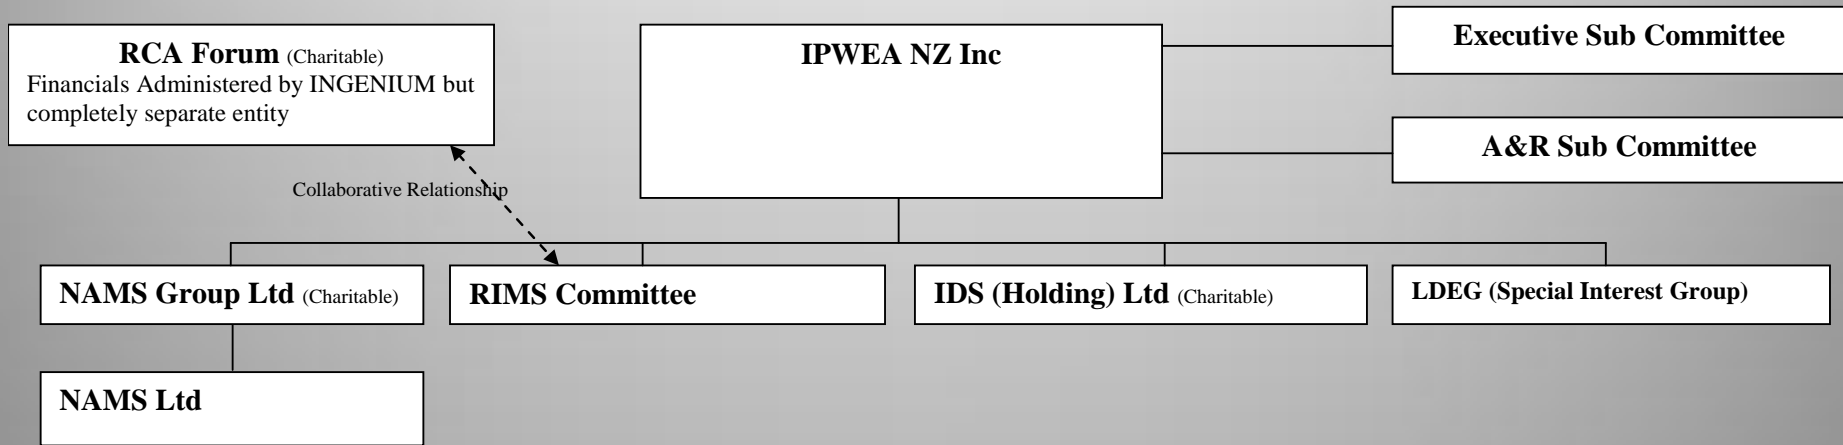 RCA Forum (Charitable)
Financials Administered by INGENIUM but
completely separate entity
IPWEA NZ Inc
Executive Sub Committee
A&R Sub Committee
Collaborative Relationship
NAMS Group Ltd (Charitable)
RIMS Committee
IDS (Holding) Ltd (Charitable)
LDEG (Special Interest Group)
NAMS Ltd